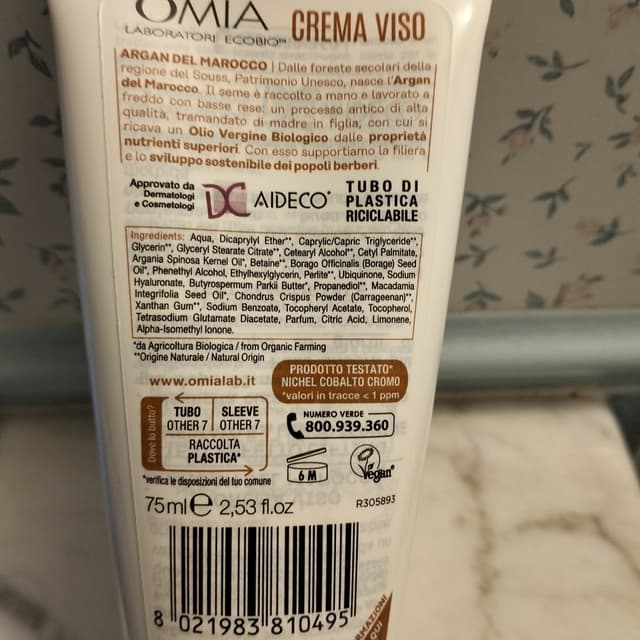 OMIA
LABORATORI ECOBIO™
CREMA VISO
ARGAN DEL MAROCCO | Dalle foreste secolari della
regione del Souss, Patrimonio Unesco, nasce l'Argan
del Marocco. Il seme è raccolto a mano e lavorato a
freddo con basse rese: un processo antico di alta
qualità, tramandato di madre in figlia, con cui si
ricava un Olio Vergine Biologico dalle proprietà
nutrienti superiori. Con esso supportiamo la filiera
e lo sviluppo sostenibile dei popoli berberi.
Approvato da
Dermatologi
e Cosmetologi
DC AIDECO*
TUBO DI
PLASTICA
RICICLABILE
Ingredients: Aqua, Dicaprylyl Ether**, Caprylic/Capric Triglyceride**,
Glycerin**, Glyceryl Stearate Citrate**, Cetearyl Alcohol**, Cetyl Palmitate,
Argania Spinosa Kernel Oil*, Betaine**, Borago Officinalis (Borage) Seed
Oil*, Phenethyl Alcohol, Ethylhexylglycerin, Perlite**, Ubiquinone, Sodium
Hyaluronate, Butyrospermum Parkii Butter*, Propanediol**, Macadamia
Integrifolia Seed Oil*, Chondrus Crispus Powder (Carrageenan)**,
Xanthan Gum**, Sodium Benzoate, Tocopheryl Acetate, Tocopherol,
Tetrasodium Glutamate Diacetate, Parfum, Citric Acid, Limonene,
Alpha-Isomethyl Ionone.
*da Agricoltura Biologica / from Organic Farming
**Origine Naturale / Natural Origin
www.omialab.it
PRODOTTO TESTATO*
NICHEL COBALTO CROMO
*valori in tracce < 1 ppm
Dove lo butto?
TUBO
OTHER 7
SLEEVE
OTHER 7
RACCOLTA
PLASTICA*
*verifica le disposizioni del tuo comune
NUMERO VERDE
800.939.360
6 M
Vegan
75ml e 2,53 fl.oz
R305893
8 021983 810495